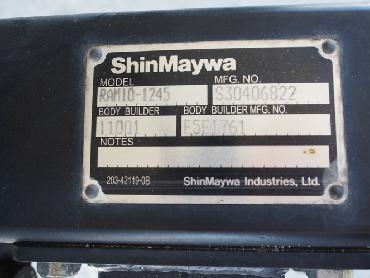 ShinMaywa
MODEL MFG. NO.
RAM10-1245 S30406822
BODY BUILDER BODY BUILDER MFG. NO.
11001 E5E1761
NOTES
203-42119-0B ShinMaywa Industries, Ltd.